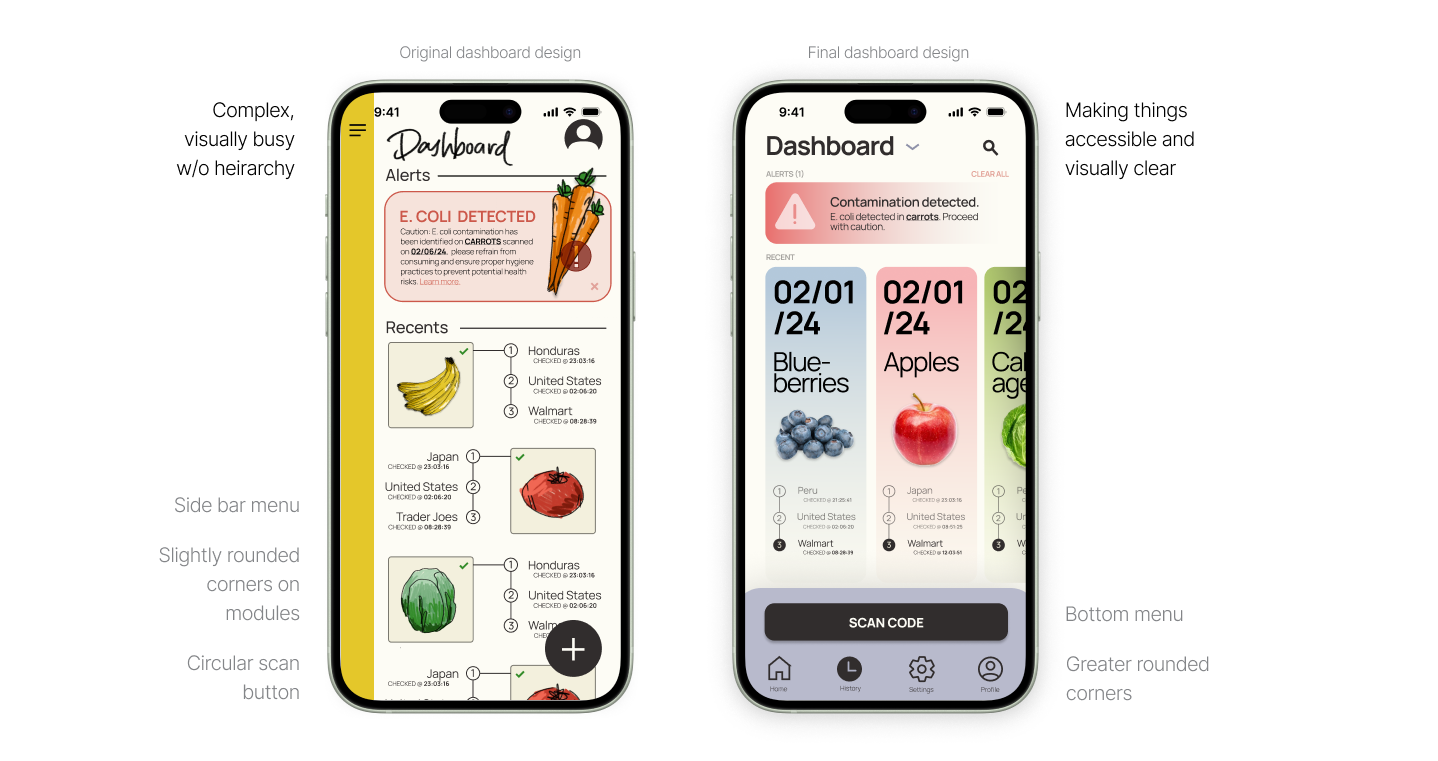 Original dashboard design
Final dashboard design
Complex,
visually busy
w/o heirarchy
Side bar menu
Slightly rounded
corners on
modules
Circular scan
button
9:41
Dashboard
Alerts
E. COLI DETECTED
Caution: E. coli contamination has
been identified on CARROTS scanned
on 02/06/24, please refrain from
consuming and ensure proper hygiene
practices to prevent potential health
risks. Learn more.
Recents
1 Honduras
CHECKED @ 23:03:16
2 United States
CHECKED @ 02:06:20
3 Walmart
CHECKED @ 08:28:39
Japan 1
CHECKED @ 23:03:16
United States 2
CHECKED @ 02:06:20
Trader Joes 3
CHECKED @ 08:28:39
1 Honduras
CHECKED @ 23:03:16
2 United States
CHECKED @ 02:06:20
3 Walm
CHEC
Japan 1
CHECKED @ 23:03:16
9:41
Dashboard
ALERTS (1)
CLEAR ALL
Contamination detected.
E. coli detected in carrots. Proceed
with caution.
RECENT
02/01
/24
Blue-
berries
1 Peru
CHECKED @ 21:25:41
2 United States
CHECKED @ 02:05:20
3 Walmart
CHECKED @ 08:28:39
02/01
/24
Apples
1 Japan
CHECKED @ 23:03:16
2 United States
CHECKED @ 08:51:25
3 Walmart
CHECKED @ 12:03:51
02
/24
Cab
age
1 Pe
2 Un
3 W
SCAN CODE
Home
History
Settings
Profile
Making things
accessible and
visually clear
Bottom menu
Greater rounded
corners